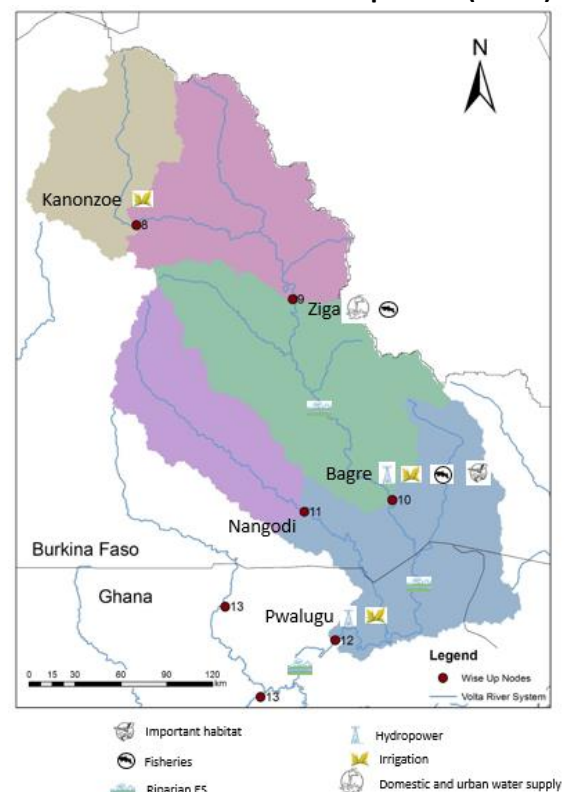 N
Kanonzoe
8
9
Ziga
Bagre
10
11
Nangodi
Burkina Faso
Ghana
13
Pwalugu
12
Legend
Wise Up Nodes
Volta River System
0 15 30 60 90 120
km
13
Important habitat
Hydropower
Fisheries
Irrigation
Riparian ES
Domestic and urban water supply